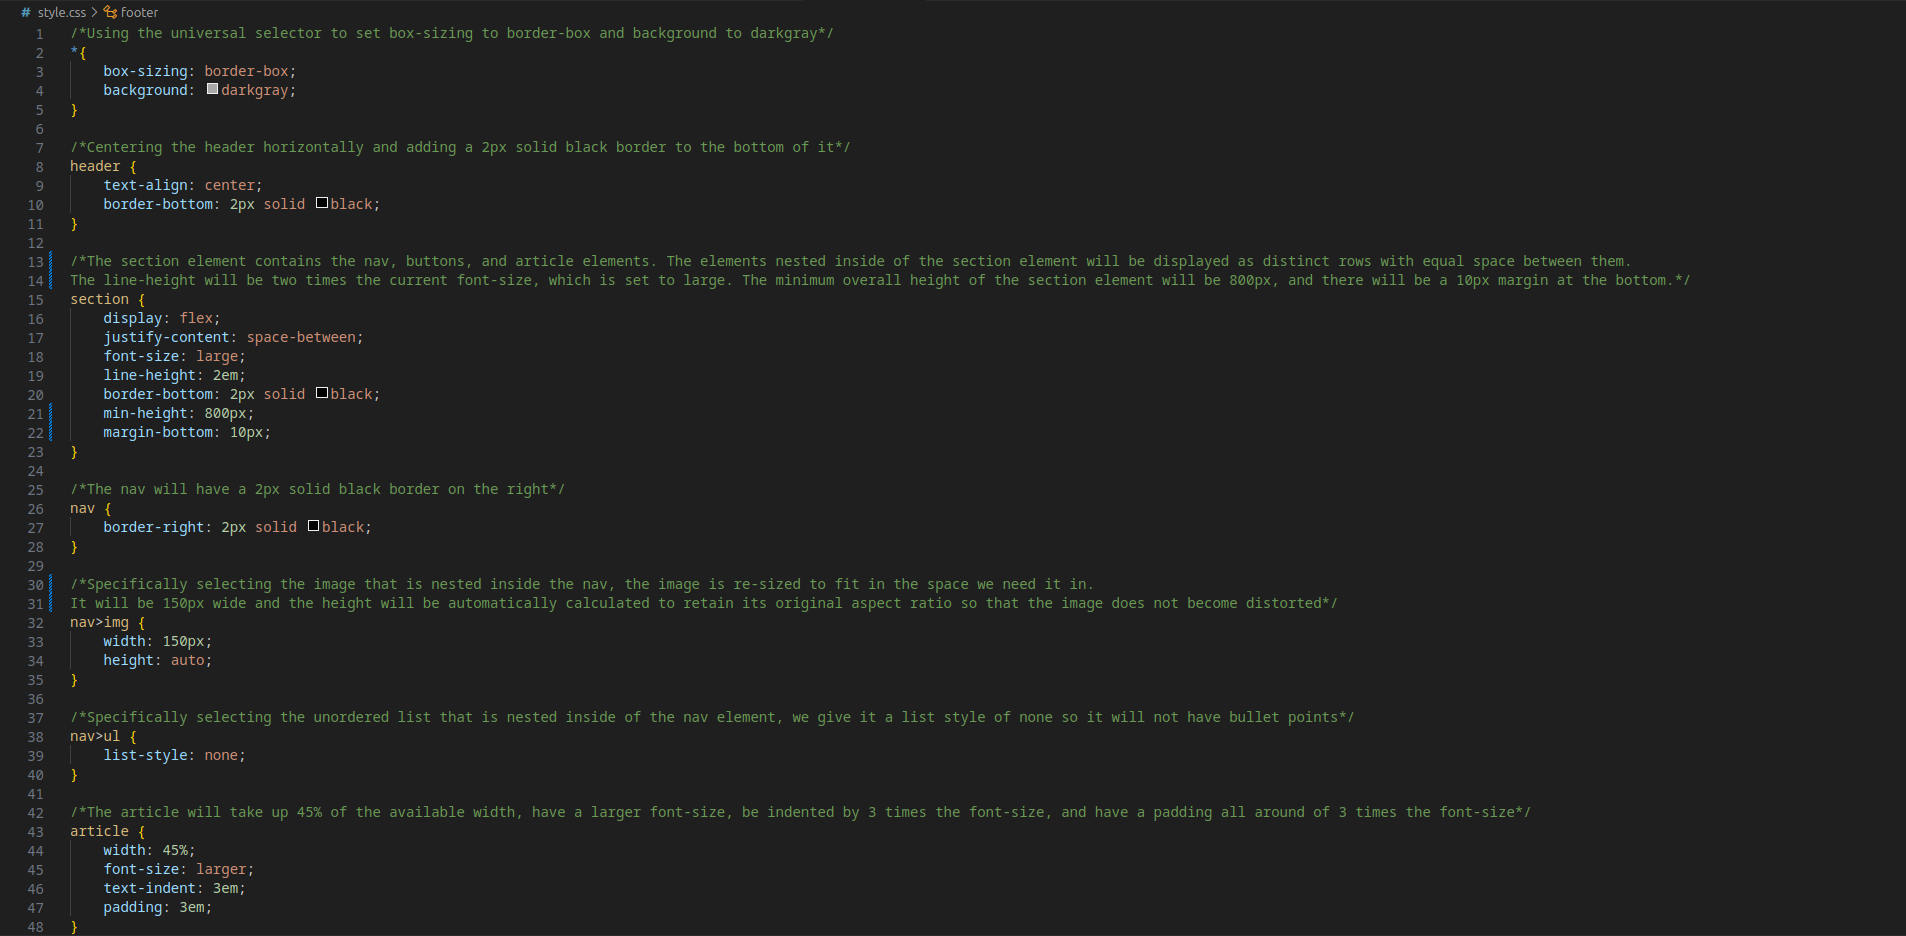 # style.css > footer
1 /*Using the universal selector to set box-sizing to border-box and background to darkgray*/
2 *{
3     box-sizing: border-box;
4     background: darkgray;
5 }
6
7 /*Centering the header horizontally and adding a 2px solid black border to the bottom of it*/
8 header {
9     text-align: center;
10     border-bottom: 2px solid black;
11 }
12
13 /*The section element contains the nav, buttons, and article elements. The elements nested inside of the section element will be displayed as distinct rows with equal space between them.
14 The line-height will be two times the current font-size, which is set to large. The minimum overall height of the section element will be 800px, and there will be a 10px margin at the bottom.*/
15 section {
16     display: flex;
17     justify-content: space-between;
18     font-size: large;
19     line-height: 2em;
20     border-bottom: 2px solid black;
21     min-height: 800px;
22     margin-bottom: 10px;
23 }
24
25 /*The nav will have a 2px solid black border on the right*/
26 nav {
27     border-right: 2px solid black;
28 }
29
30 /*Specifically selecting the image that is nested inside the nav, the image is re-sized to fit in the space we need it in.
31 It will be 150px wide and the height will be automatically calculated to retain its original aspect ratio so that the image does not become distorted*/
32 nav>img {
33     width: 150px;
34     height: auto;
35 }
36
37 /*Specifically selecting the unordered list that is nested inside of the nav element, we give it a list style of none so it will not have bullet points*/
38 nav>ul {
39     list-style: none;
40 }
41
42 /*The article will take up 45% of the available width, have a larger font-size, be indented by 3 times the font-size, and have a padding all around of 3 times the font-size*/
43 article {
44     width: 45%;
45     font-size: larger;
46     text-indent: 3em;
47     padding: 3em;
48 }